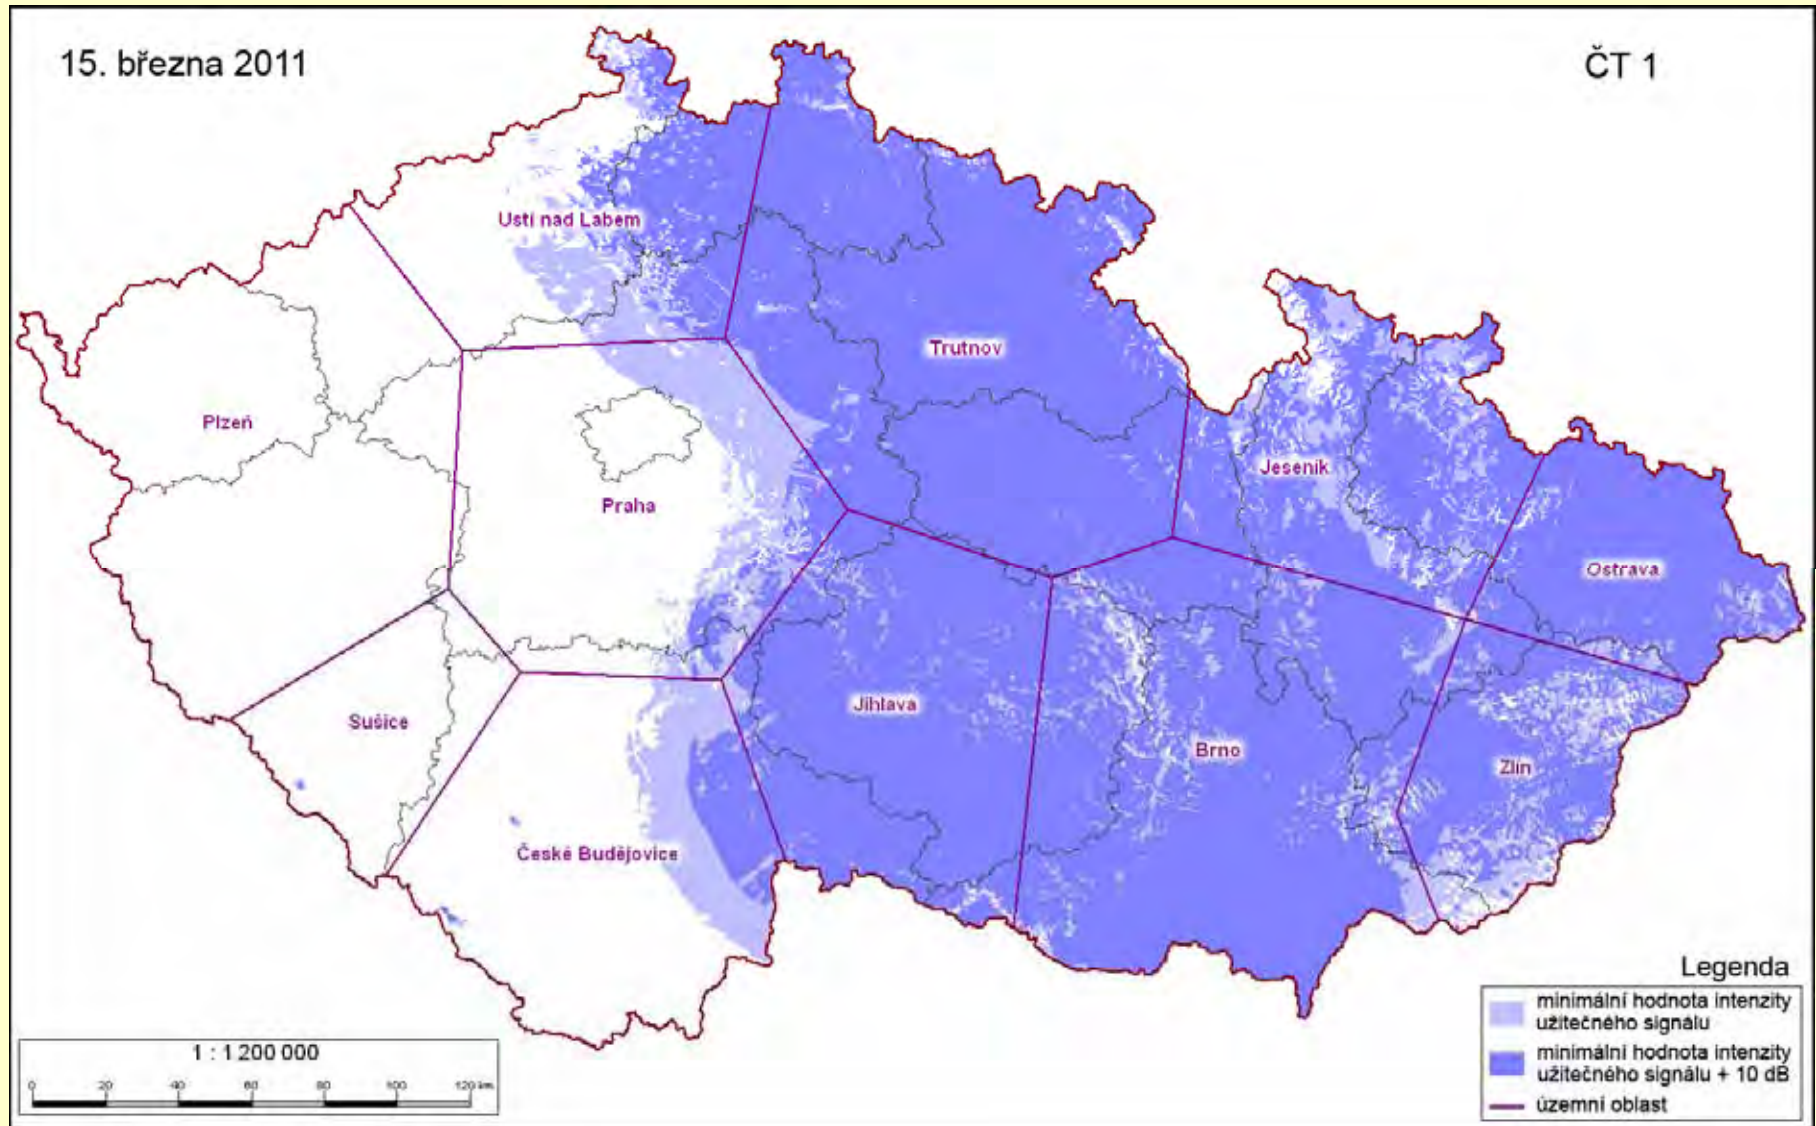 15. března 2011
ČT 1
Ustí nad Labem
Trutnov
Plzeň
Jeseník
Praha
Ostrava
Sušice
Jihlava
Brno
Zlín
České Budějovice
Legenda
minimální hodnota intenzity
užitečného signálu
minimální hodnota intenzity
užitečného signálu + 10 dB
územní oblast
1 : 1 200 000
0 20 40 60 80 100 120 km